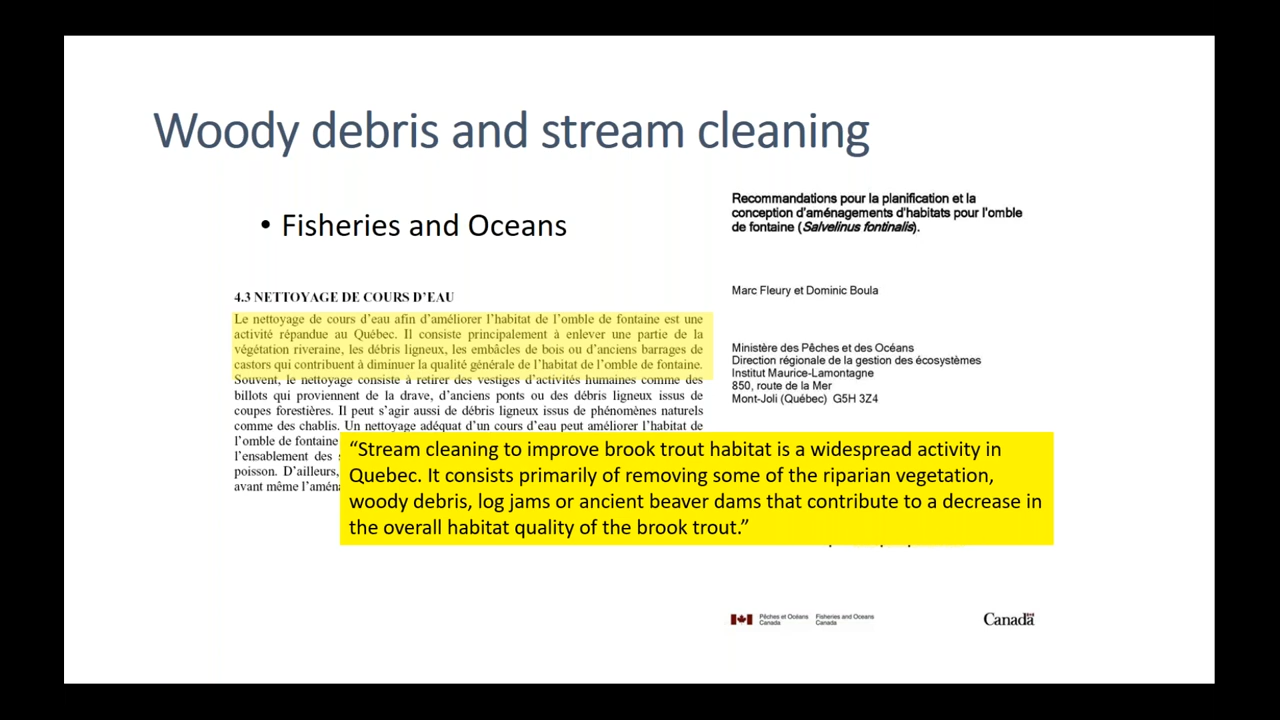 Woody debris and stream cleaning
• Fisheries and Oceans
4.3 NETTOYAGE DE COURS D'EAU
Le nettoyage de cours d'eau afin d'améliorer l'habitat de l'omble de fontaine est une
activité répandue au Québec. Il consiste principalement à enlever une partie de la
végétation riveraine, les débris ligneux, les embâcles de bois ou d'anciens barrages de
castors qui contribuent à diminuer la qualité générale de l'habitat de l'omble de fontaine.
Souvent, le nettoyage consiste à retirer des vestiges d'activités humaines comme des
billots qui proviennent de la drave, d'anciens ponts ou des débris ligneux issus de
coupes forestières. Il peut s'agir aussi de débris ligneux issus de phénomènes naturels
comme des chablis. Un nettoyage adéquat d'un cours d'eau peut améliorer l'habitat de
l'omble de fontaine
l'ensablement des
poisson. D'ailleurs,
avant même l'aména
“Stream cleaning to improve brook trout habitat is a widespread activity in
Quebec. It consists primarily of removing some of the riparian vegetation,
woody debris, log jams or ancient beaver dams that contribute to a decrease in
the overall habitat quality of the brook trout.”
Recommandations pour la planification et la
conception d'aménagements d'habitats pour l'omble
de fontaine (Salvelinus fontinalis).
Marc Fleury et Dominic Boula
Ministère des Pêches et des Océans
Direction régionale de la gestion des écosystèmes
Institut Maurice-Lamontagne
850, route de la Mer
Mont-Joli (Québec) G5H 3Z4
Pêches et Océans
Canada
Fisheries and Oceans
Canada
Canada